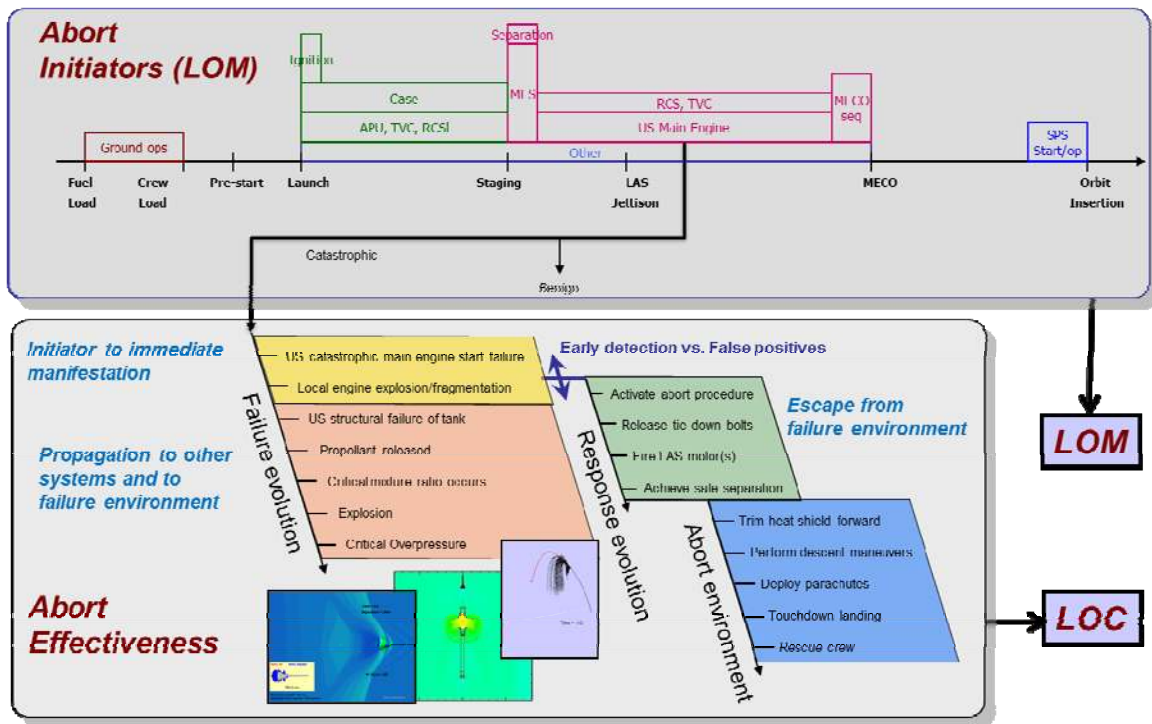 Abort
Initiators (LOM)
Separation
Ignition
MES
Case
RCS, TVC
MECO
seq
APU, TVC, RCSI
US Main Engine
SPS
Start/op
Ground ops
Other
Fuel
Load
Crew
Load
Pre-start
Launch
Staging
LAS
Jettison
MECO
Orbit
Insertion
Catastrophic
Benign
Initiator to immediate
manifestation
US catastrophic main engine start failure
Local engine explosion/fragmentation
Early detection vs. False positives
Failure evolution
US structural failure of tank
Propellant released
Critical mixture ratio occurs
Explosion
Critical Overpressure
Propagation to other
systems and to
failure environment
Activate abort procedure
Release tie down bolts
Fire LAS motor(s)
Achieve safe separation
Response evolution
Escape from
failure environment
Trim heat shield forward
Perform descent maneuvers
Deploy parachutes
Touchdown landing
Rescue crew
Abort environment
Abort
Effectiveness
LOM
LOC